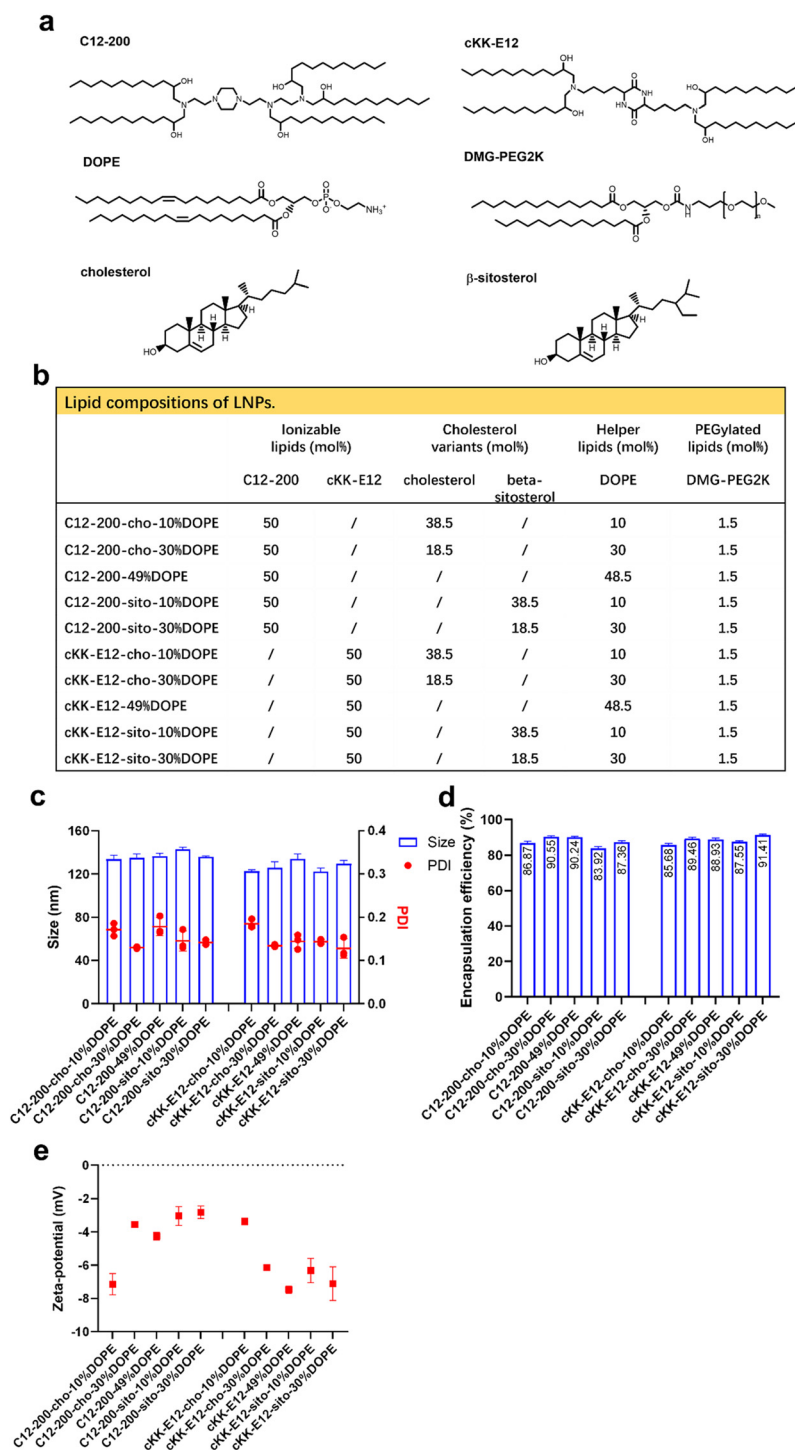 a
C12-200
cKK-E12
OH
OH
OH
OH
OH
N
N
N
N
N
OH
OH
N
O
NH
HN
O
N
OH
OH
DOPE
DMG-PEG2K
O
O
O
O
O
P
O
O
O
NH₃⁺
O
O
O
O
O
O
N
H
O
O
n
cholesterol
β-sitosterol
H
H
H
H
HO
H
H
H
H
HO
b
Lipid compositions of LNPs.
Ionizable lipids (mol%) Cholesterol variants (mol%) Helper lipids (mol%) PEGylated lipids (mol%)
C12-200 cKK-E12 cholesterol beta-sitosterol DOPE DMG-PEG2K
C12-200-cho-10%DOPE 50 / 38.5 / 10 1.5
C12-200-cho-30%DOPE 50 / 18.5 / 30 1.5
C12-200-49%DOPE 50 / / / 48.5 1.5
C12-200-sito-10%DOPE 50 / / 38.5 10 1.5
C12-200-sito-30%DOPE 50 / / 18.5 30 1.5
cKK-E12-cho-10%DOPE / 50 38.5 / 10 1.5
cKK-E12-cho-30%DOPE / 50 18.5 / 30 1.5
cKK-E12-49%DOPE / 50 / / 48.5 1.5
cKK-E12-sito-10%DOPE / 50 / 38.5 10 1.5
cKK-E12-sito-30%DOPE / 50 / 18.5 30 1.5
c
Size (nm)
160
120
80
40
0
0.4
0.3
0.2
0.1
0.0
PDI
Size
PDI
C12-200-cho-10%DOPE
C12-200-cho-30%DOPE
C12-200-49%DOPE
C12-200-sito-10%DOPE
C12-200-sito-30%DOPE
cKK-E12-cho-10%DOPE
cKK-E12-cho-30%DOPE
cKK-E12-49%DOPE
cKK-E12-sito-10%DOPE
cKK-E12-sito-30%DOPE
d
Encapsulation efficiency (%)
100
80
60
40
20
0
86.87
90.55
90.24
83.92
87.36
85.68
89.46
88.93
87.55
91.41
C12-200-cho-10%DOPE
C12-200-cho-30%DOPE
C12-200-49%DOPE
C12-200-sito-10%DOPE
C12-200-sito-30%DOPE
cKK-E12-cho-10%DOPE
cKK-E12-cho-30%DOPE
cKK-E12-49%DOPE
cKK-E12-sito-10%DOPE
cKK-E12-sito-30%DOPE
e
Zeta-potential (mV)
0
-2
-4
-6
-8
-10
C12-200-cho-10%DOPE
C12-200-cho-30%DOPE
C12-200-49%DOPE
C12-200-sito-10%DOPE
C12-200-sito-30%DOPE
cKK-E12-cho-10%DOPE
cKK-E12-cho-30%DOPE
cKK-E12-49%DOPE
cKK-E12-sito-10%DOPE
cKK-E12-sito-30%DOPE